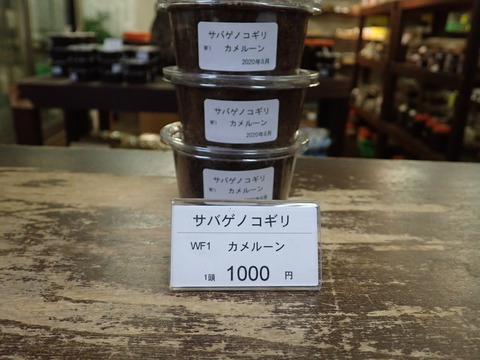 サバゲノコギリ
WF1 カメルーン
2020年8月
サバゲノコギリ
WF1 カメルーン
2020年8月
サバゲノコギリ
カメルーン
サバゲノコギリ
WF1 カメルーン
1頭 1000 円